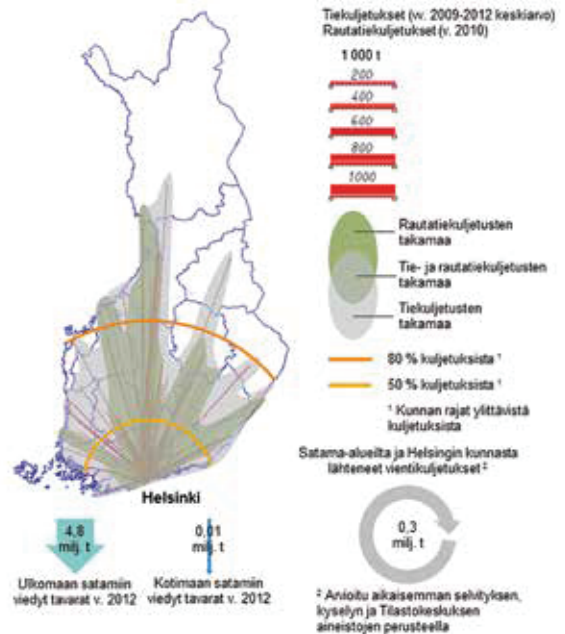 Tiekuljetukset (vv. 2009-2012 keskiarvo)
Rautatiekuljetukset (v. 2010)
1 000 t
200
400
600
800
1000
Rautatiekuljetusten
takamaa
Tie- ja rautatiekuljetusten
takamaa
Tiekuljetusten
takamaa
80 % kuljetuksista ¹
50 % kuljetuksista ¹
¹ Kunnan rajat ylittävistä
kuljetuksista
Satama-alueilta ja Helsingin kunnasta
lähteneet vientikuljetukset ²
0,3
milj. t
² Arvioitu aikaisemman selvityksen,
kyselyn ja Tilastokeskuksen
aineistojen perusteella
Helsinki
4,8
milj. t
Ulkomaan satamiin
viedyt tavarat v. 2012
0,01
milj. t
Kotimaan satamiin
viedyt tavarat v. 2012